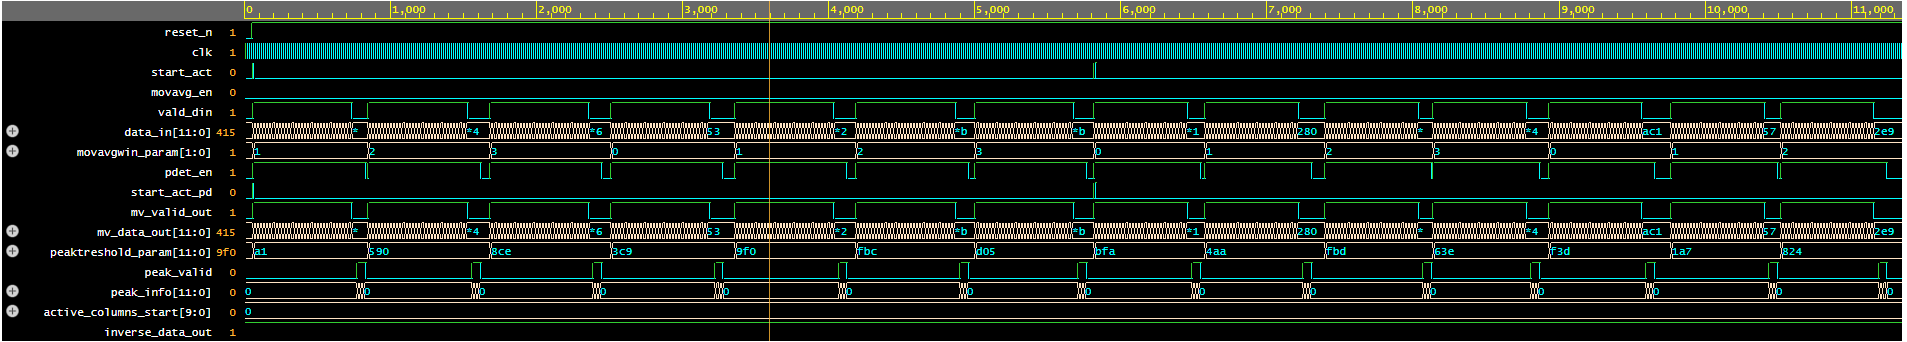 0 1,000 2,000 3,000 4,000 5,000 6,000 7,000 8,000 9,000 10,000 11,000
reset_n 1
clk 1
start_act 0
movavg_en 0
vald_din 1
data_in[11:0] 415 * *4 *6 53 *2 *b *b *1 280 * *4 ac1 57 2e9
movavgwin_param[1:0] 1 1 2 3 0 1 2 3 0 1 2 3 0 1 2
pdet_en 1
start_act_pd 0
mv_valid_out 1
mv_data_out[11:0] 415 * *4 *6 53 *2 *b *b *1 280 * *4 ac1 57 2e9
peaktreshold_param[11:0] 9f0 a1 590 8ce 3c9 9f0 fbc d05 bfa 4aa fbd 63e f3d 1a7 824
peak_valid 0
peak_info[11:0] 0 0 0 0 0 0 0 0 0 0 0 0 0 0 0 0
active_columns_start[9:0] 0 0
inverse_data_out 1